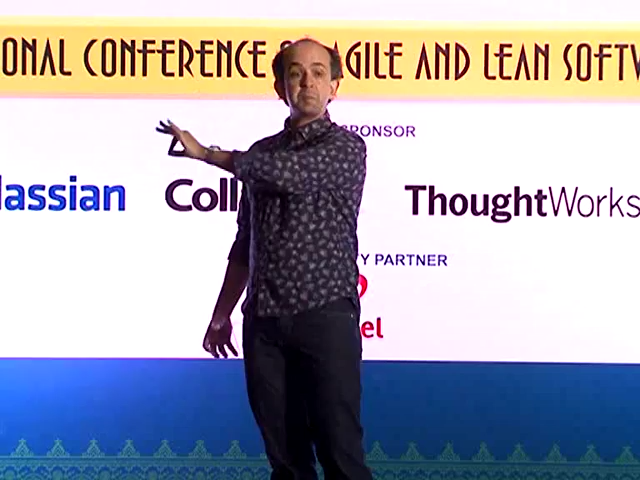 ONAL CONFERENCE AGILE AND LEAN SOFTW
SPONSOR
lassian Coll ThoughtWorks
Y PARTNER
el